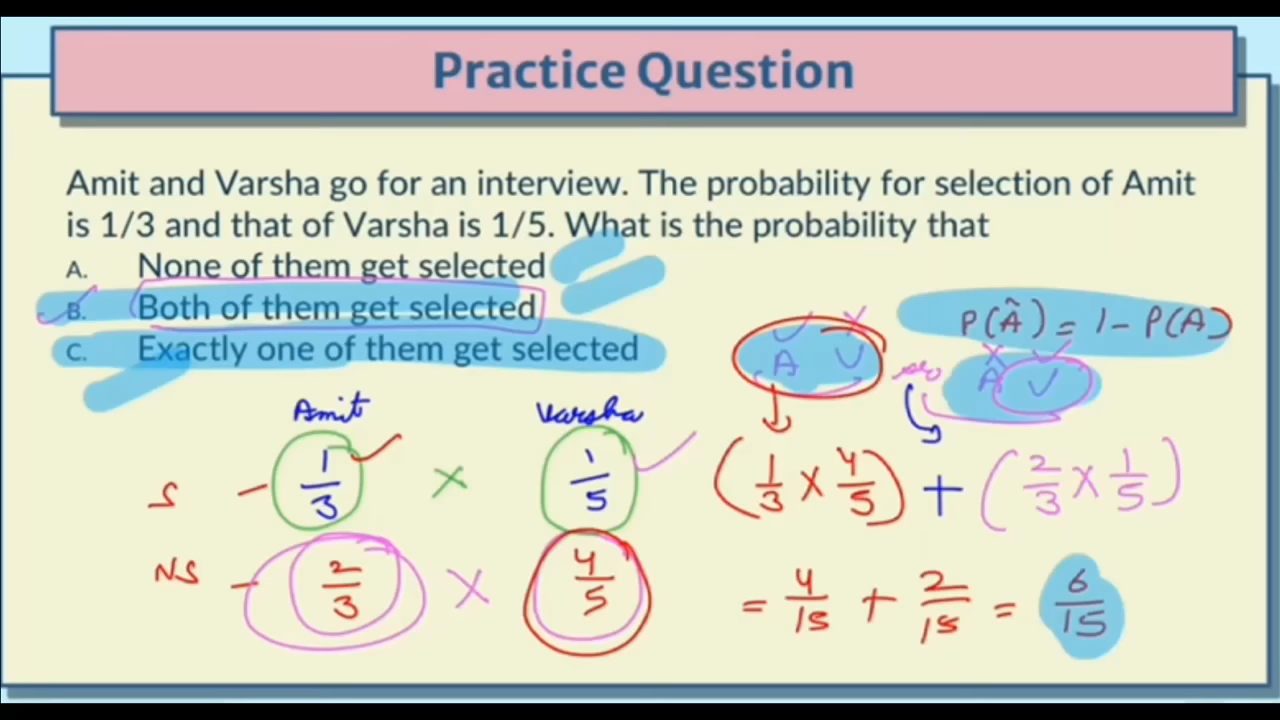 Practice Question
Amit and Varsha go for an interview. The probability for selection of Amit
is 1/3 and that of Varsha is 1/5. What is the probability that
A. None of them get selected
B. Both of them get selected
C. Exactly one of them get selected
P(Â) = 1 - P(A)
A V
Â V
Amit Varsha
S - 1/3 × 1/5
(1/3 × 4/5) + (2/3 × 1/5)
NS - 2/3 × 4/5
= 4/15 + 2/15 = 6/15